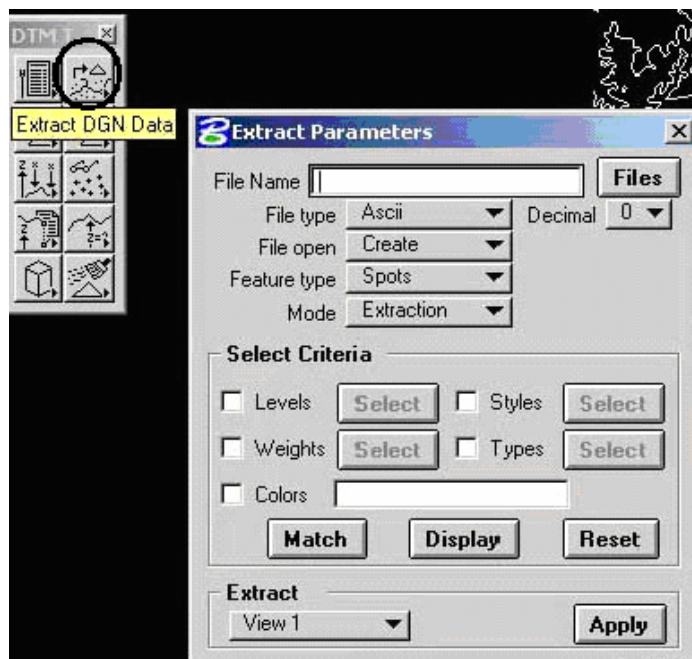 DTM T
Extract DGN Data
Extract Parameters
File Name
Files
File type Ascii Decimal 0
File open Create
Feature type Spots
Mode Extraction
Select Criteria
Levels Select Styles Select
Weights Select Types Select
Colors
Match Display Reset
Extract
View 1 Apply